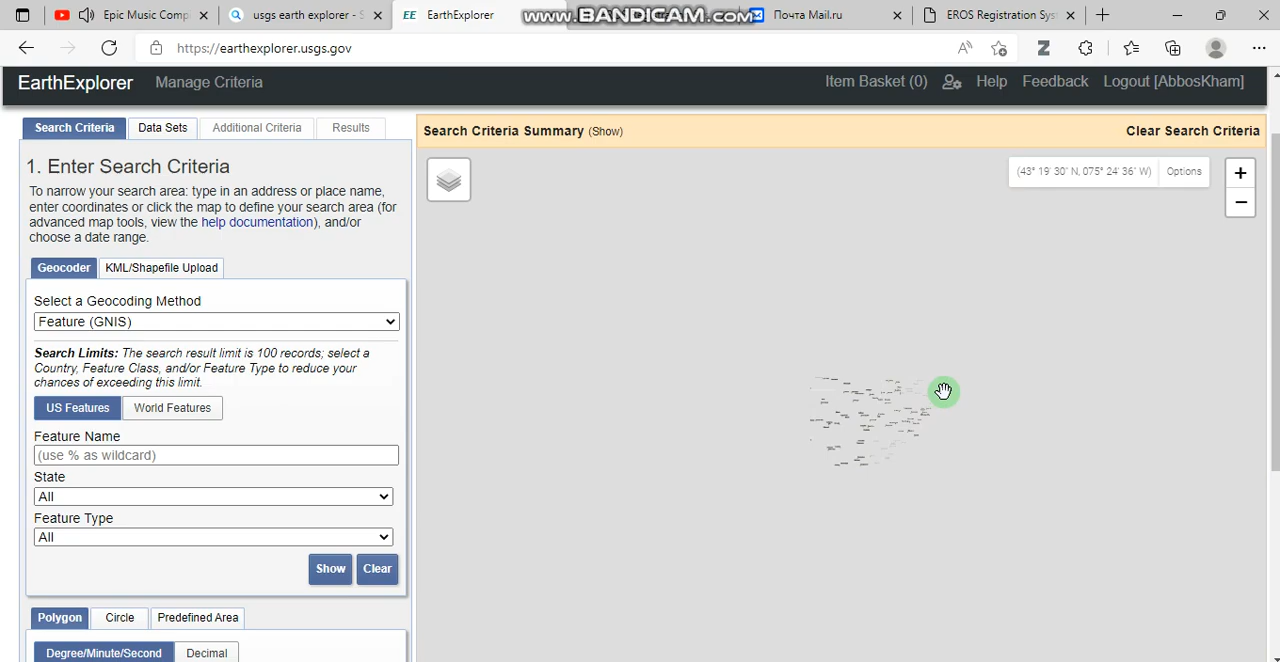 Epic Music Comp
usgs earth explorer - S
EarthExplorer
www.BANDICAM.com
Почта Mail.ru
EROS Registration Sys
https://earthexplorer.usgs.gov
EarthExplorer
Manage Criteria
Item Basket (0)
Help
Feedback
Logout [AbbosKham]
Search Criteria
Data Sets
Additional Criteria
Results
Search Criteria Summary (Show)
Clear Search Criteria
1. Enter Search Criteria
To narrow your search area: type in an address or place name,
enter coordinates or click the map to define your search area (for
advanced map tools, view the help documentation), and/or
choose a date range.
(43° 19' 30" N, 075° 24' 36" W)
Options
+
−
Geocoder
KML/Shapefile Upload
Select a Geocoding Method
Feature (GNIS)
Search Limits: The search result limit is 100 records; select a
Country, Feature Class, and/or Feature Type to reduce your
chances of exceeding this limit.
US Features
World Features
Feature Name
(use % as wildcard)
State
All
Feature Type
All
Show
Clear
Polygon
Circle
Predefined Area
Degree/Minute/Second
Decimal